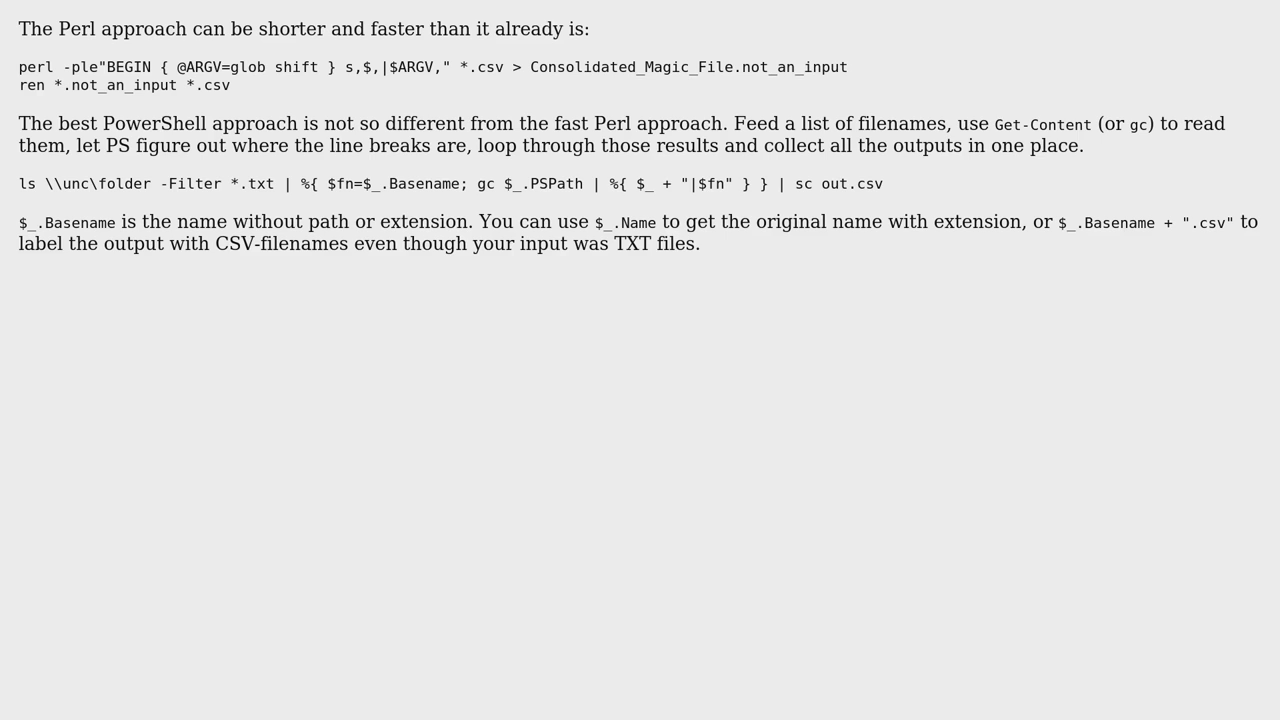 The Perl approach can be shorter and faster than it already is:
perl -ple"BEGIN { @ARGV=glob shift } s,$,|$ARGV," *.csv > Consolidated_Magic_File.not_an_input
ren *.not_an_input *.csv
The best PowerShell approach is not so different from the fast Perl approach. Feed a list of filenames, use Get-Content (or gc) to read
them, let PS figure out where the line breaks are, loop through those results and collect all the outputs in one place.
ls \\unc\folder -Filter *.txt | %{ $fn=$_.Basename; gc $_.PSPath | %{ $_ + "|$fn" } } | sc out.csv
$_.Basename is the name without path or extension. You can use $_.Name to get the original name with extension, or $_.Basename + ".csv" to
label the output with CSV-filenames even though your input was TXT files.